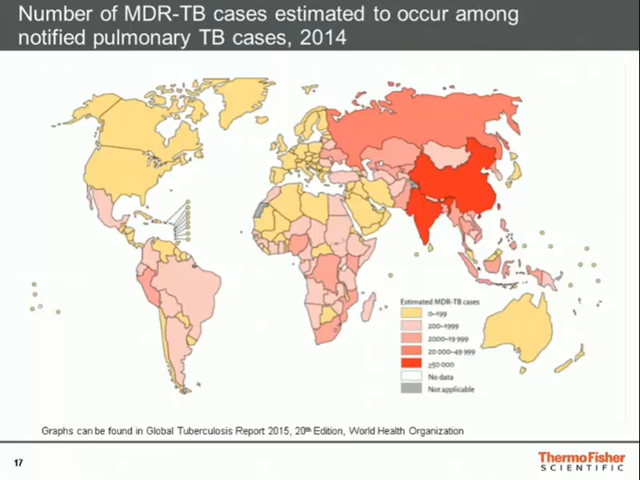 Number of MDR-TB cases estimated to occur among
notified pulmonary TB cases, 2014
Estimated MDR-TB cases
0–199
200–1999
2000–19 999
20 000–49 999
≥50 000
No data
Not applicable
Graphs can be found in Global Tuberculosis Report 2015, 20th Edition, World Health Organization
17
ThermoFisher
SCIENTIFIC